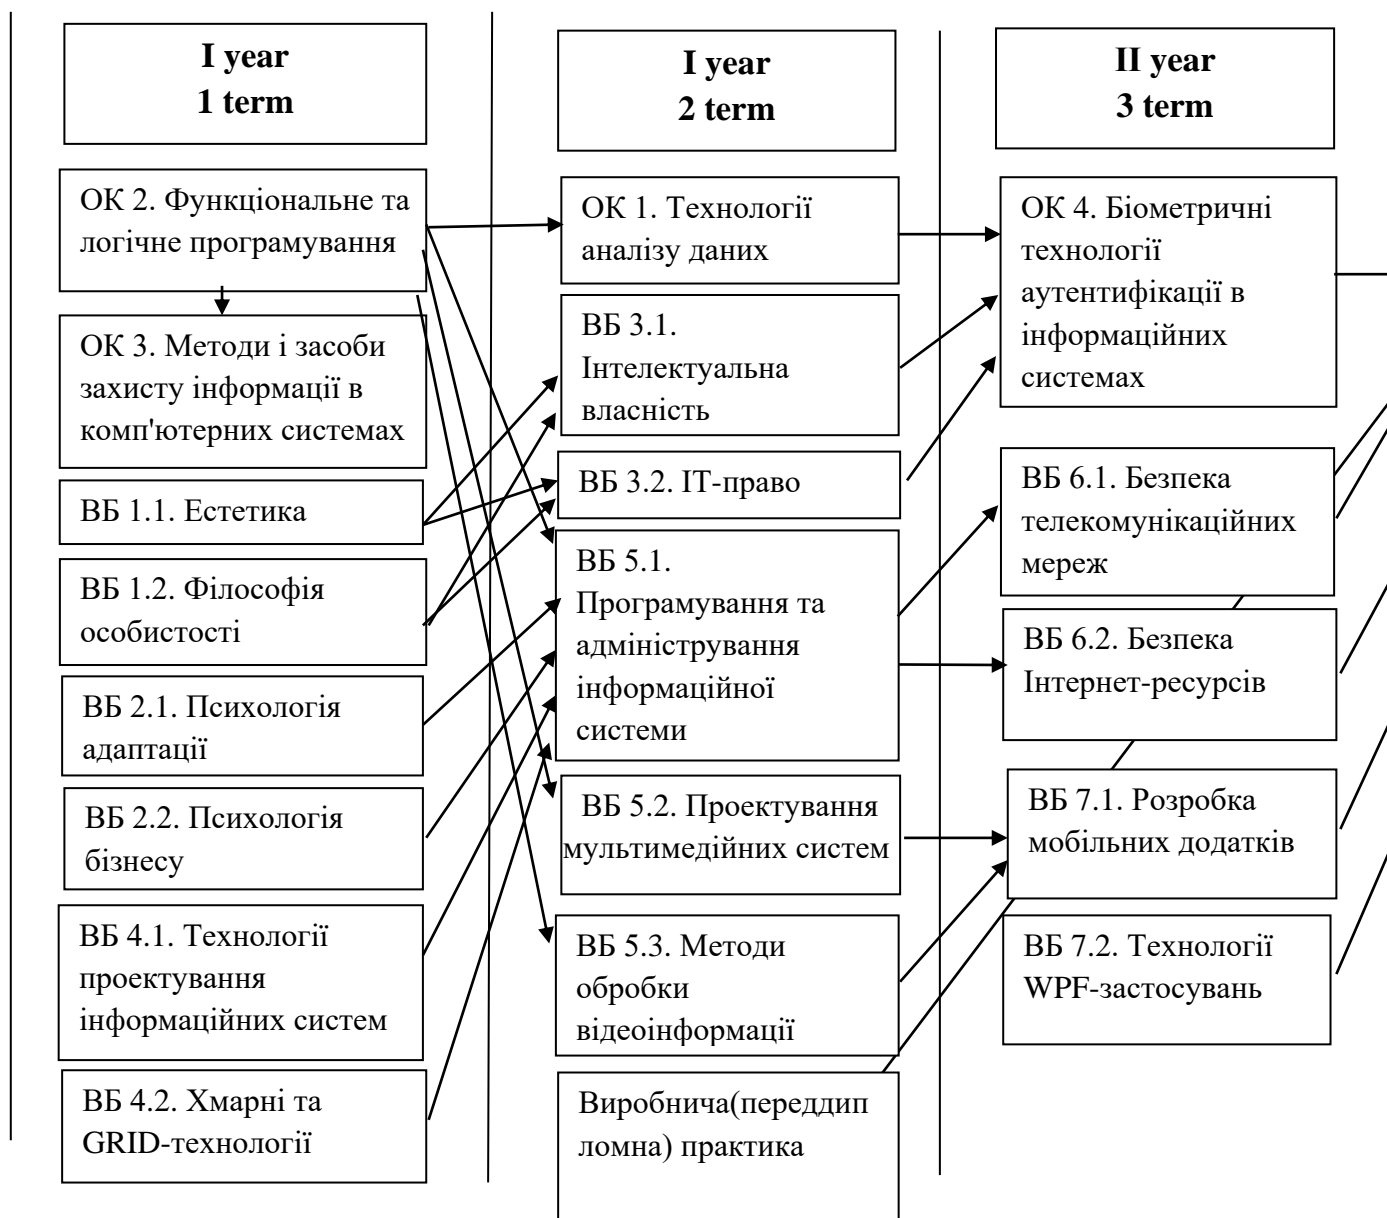 I year
1 term
ОК 2. Функціональне та
логічне програмування
ОК 3. Методи і засоби
захисту інформації в
комп'ютерних системах
ВБ 1.1. Естетика
ВБ 1.2. Філософія
особистості
ВБ 2.1. Психологія
адаптації
ВБ 2.2. Психологія
бізнесу
ВБ 4.1. Технології
проектування
інформаційних систем
ВБ 4.2. Хмарні та
GRID-технології
I year
2 term
ОК 1. Технології
аналізу даних
ВБ 3.1.
Інтелектуальна
власність
ВБ 3.2. ІТ-право
ВБ 5.1.
Програмування та
адміністрування
інформаційної
системи
ВБ 5.2. Проектування
мультимедійних систем
ВБ 5.3. Методи
обробки
відеоінформації
Виробнича(переддип
ломна) практика
II year
3 term
ОК 4. Біометричні
технології
аутентифікації в
інформаційних
системах
ВБ 6.1. Безпека
телекомунікаційних
мереж
ВБ 6.2. Безпека
Інтернет-ресурсів
ВБ 7.1. Розробка
мобільних додатків
ВБ 7.2. Технології
WPF-застосувань